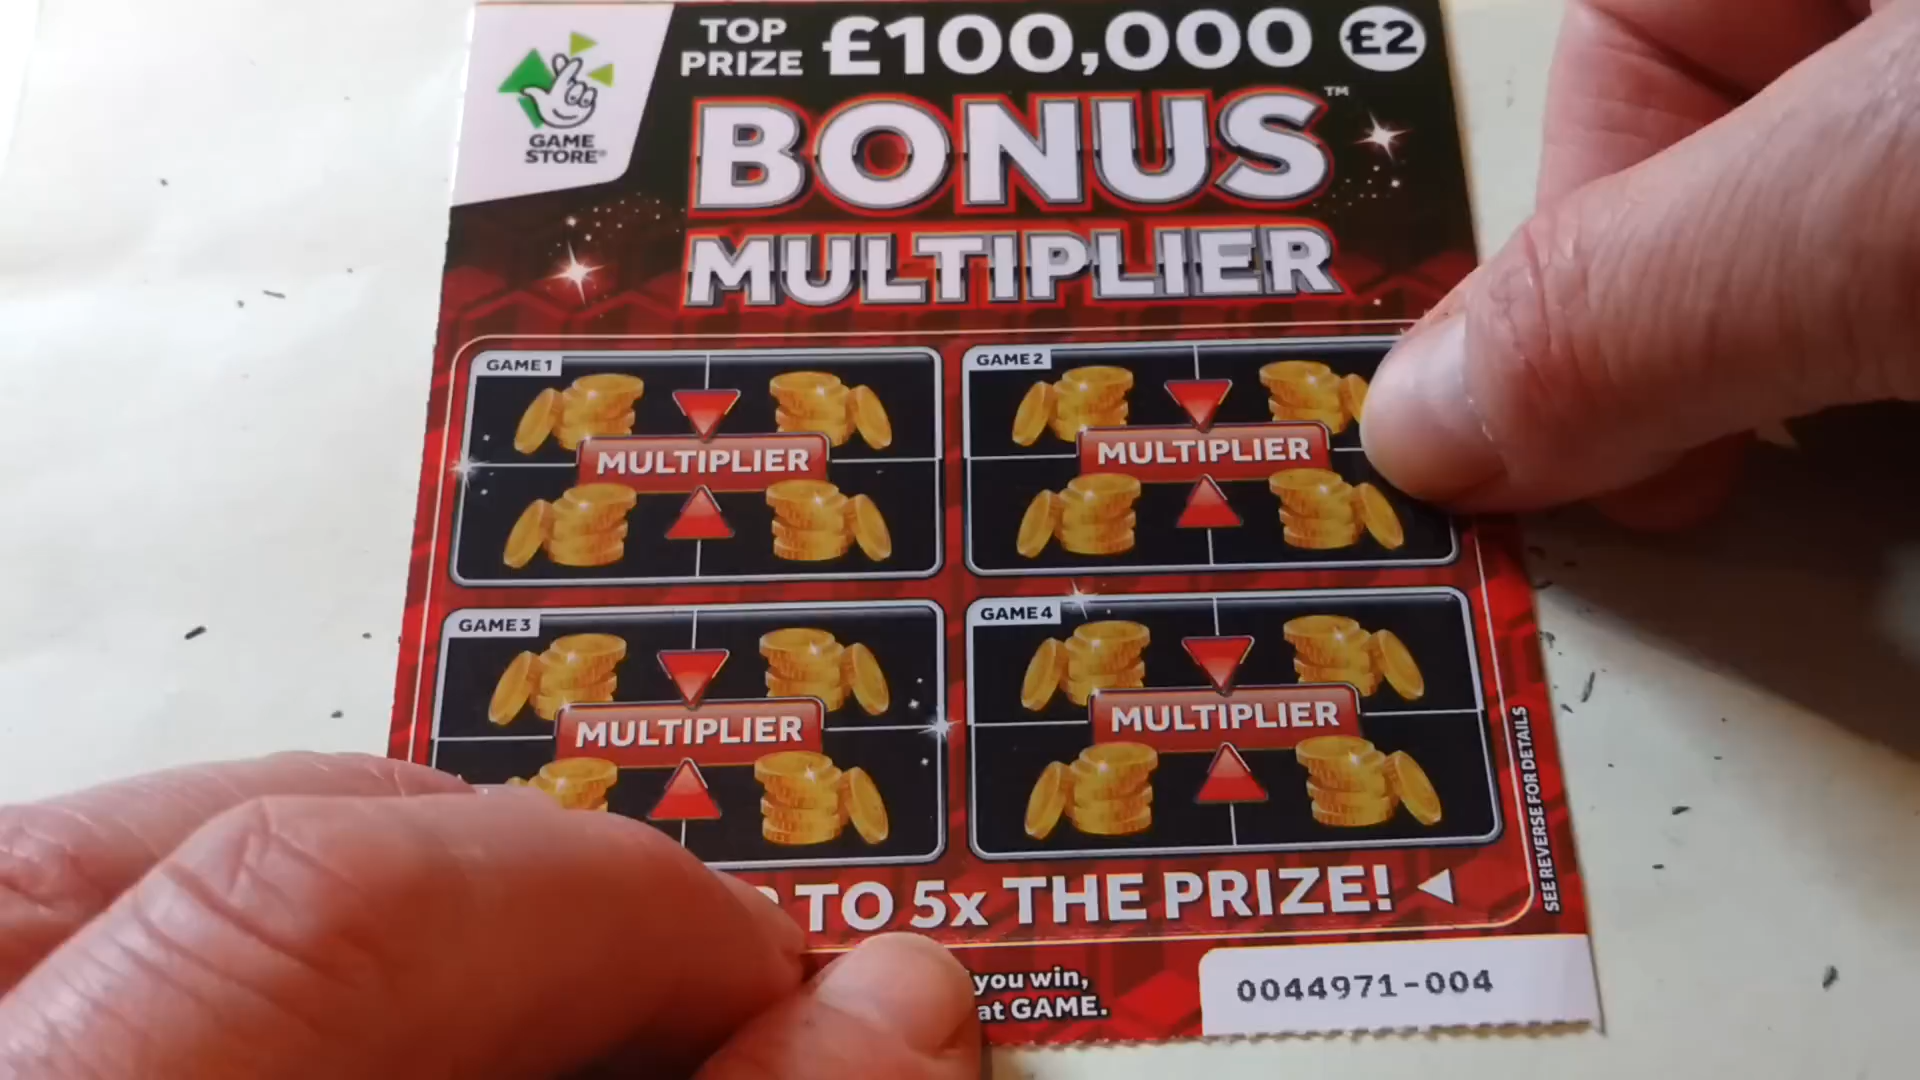 GAME
STORE®
TOP
PRIZE £100,000 £2
BONUS™
MULTIPLIER
GAME 1
MULTIPLIER
GAME 2
MULTIPLIER
GAME 3
MULTIPLIER
GAME 4
MULTIPLIER
TO 5x THE PRIZE!
SEE REVERSE FOR DETAILS
you win,
at GAME.
0044971-004